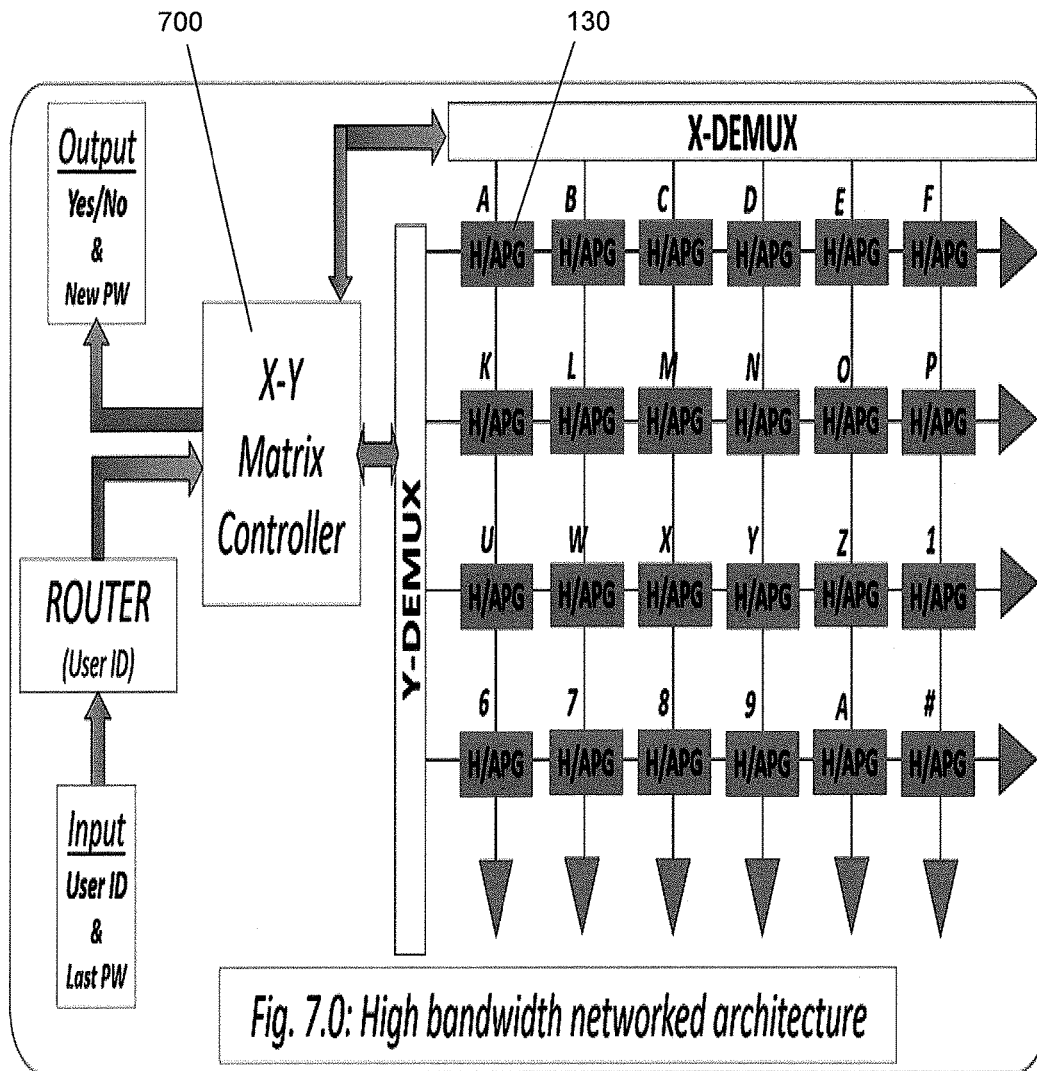 700
130
Output
Yes/No
&
New PW
X-DEMUX
A B C D E F
H/APG H/APG H/APG H/APG H/APG H/APG
X-Y
Matrix
Controller
K L M N O P
H/APG H/APG H/APG H/APG H/APG H/APG
Y-DEMUX
U W X Y Z 1
H/APG H/APG H/APG H/APG H/APG H/APG
ROUTER
(User ID)
6 7 8 9 A #
H/APG H/APG H/APG H/APG H/APG H/APG
Input
User ID
&
Last PW
Fig. 7.0: High bandwidth networked architecture